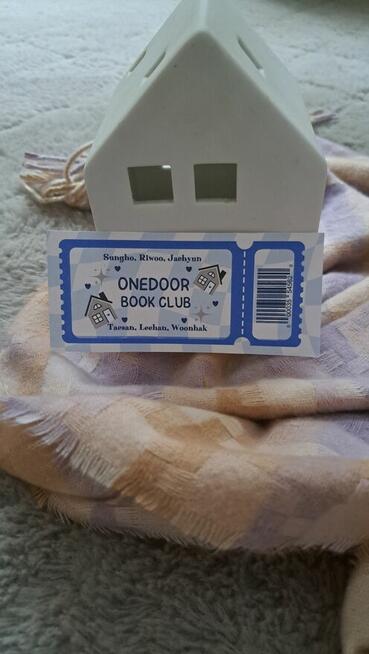 Sungho, Riwoo, Jaehyun
ONEDOOR
BOOK CLUB
Taesan, Leehan, Woonhak